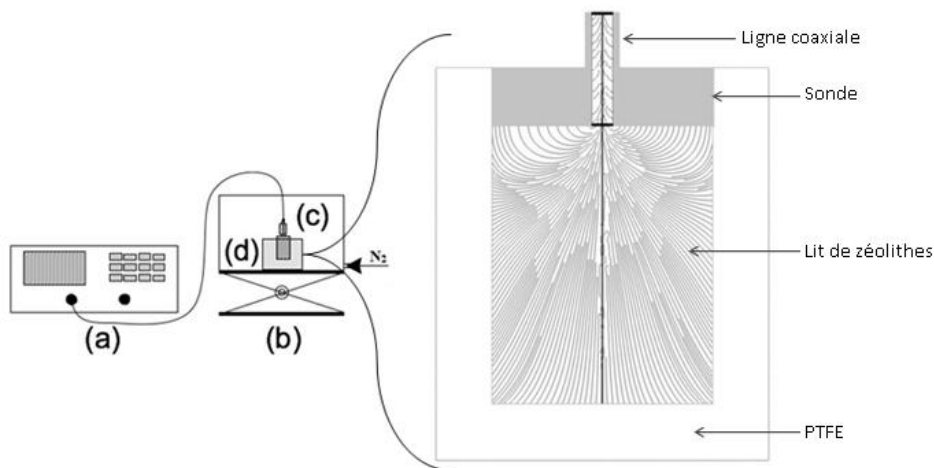 Ligne coaxiale
Sonde
(c)
(d)
N₂
Lit de zéolithes
(a)
(b)
PTFE